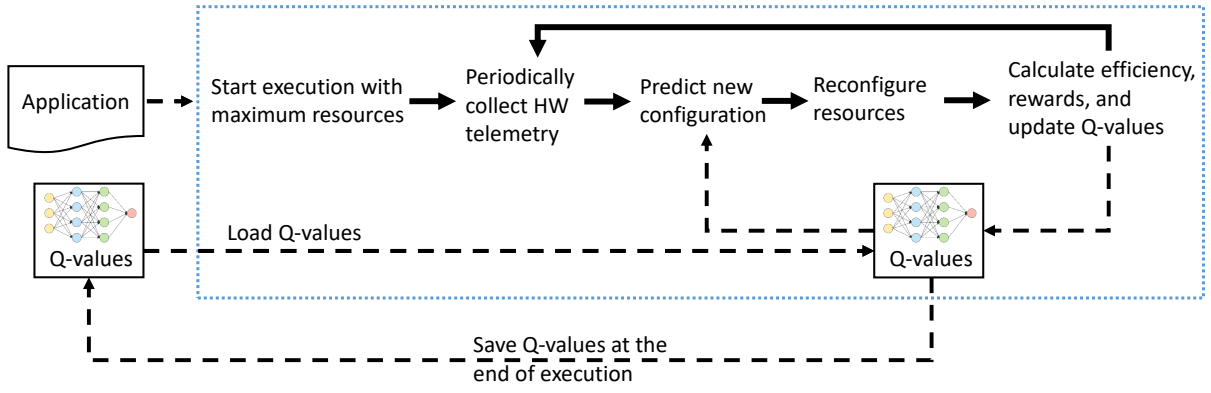 Application
Start execution with
maximum resources
Periodically
collect HW
telemetry
Predict new
configuration
Reconfigure
resources
Calculate efficiency,
rewards, and
update Q-values
Q-values
Load Q-values
Q-values
Save Q-values at the
end of execution